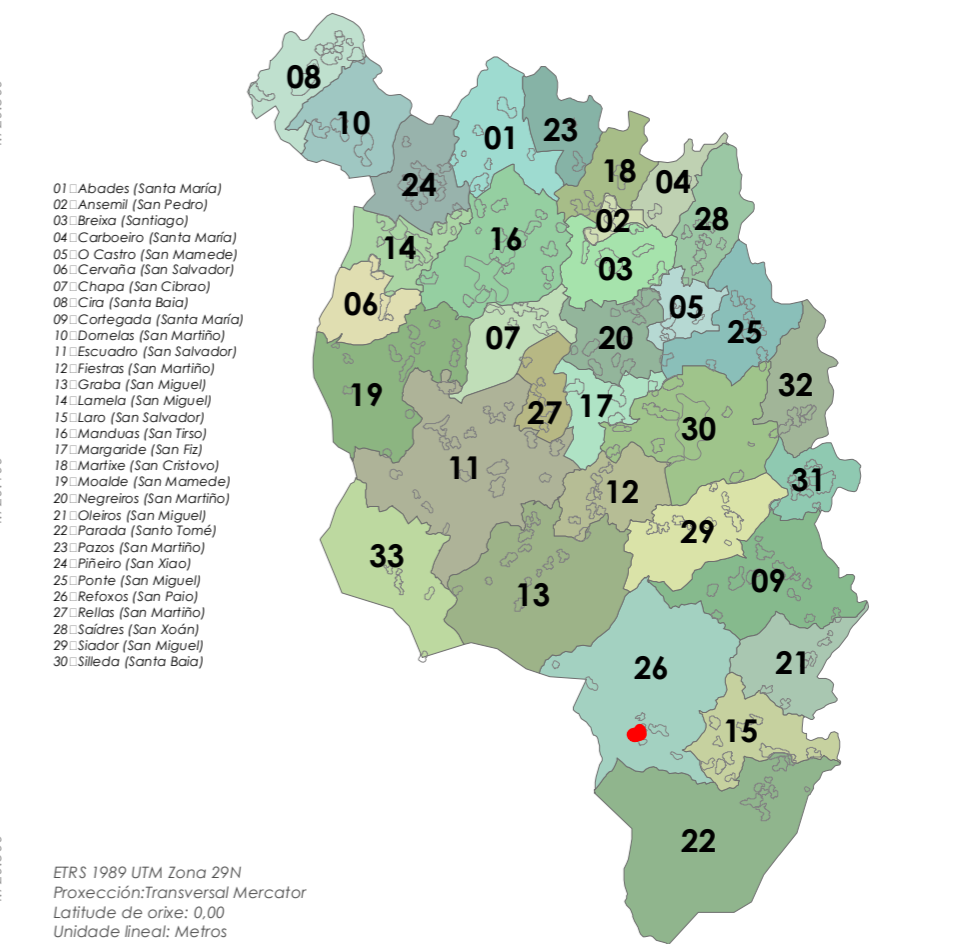 01 Abades (Santa María)
02 Ansemil (San Pedro)
03 Breixa (Santiago)
04 Carboeiro (Santa María)
05 O Castro (San Mamede)
06 Cervaña (San Salvador)
07 Chapa (San Cibrao)
08 Cira (Santa Baia)
09 Cortegada (Santa María)
10 Dornelas (San Martiño)
11 Escuadro (San Salvador)
12 Fiestras (San Martiño)
13 Graba (San Miguel)
14 Lamela (San Miguel)
15 Laro (San Salvador)
16 Manduas (San Tirso)
17 Margaride (San Fiz)
18 Martixe (San Cristovo)
19 Moalde (San Mamede)
20 Negreiros (San Martiño)
21 Oleiros (San Miguel)
22 Parada (Santo Tomé)
23 Pazos (San Martiño)
24 Piñeiro (San Xiao)
25 Ponte (San Miguel)
26 Refoxos (San Paio)
27 Rellas (San Martiño)
28 Saídres (San Xoán)
29 Siador (San Miguel)
30 Silleda (Santa Baia)
08
10
01
23
24
18
04
02
28
14
16
03
06
05
07
20
25
19
27
17
32
30
11
12
31
29
33
13
09
26
21
15
22
ETRS 1989 UTM Zona 29N
Proxección:Transversal Mercator
Latitude de orixe: 0,00
Unidade lineal: Metros